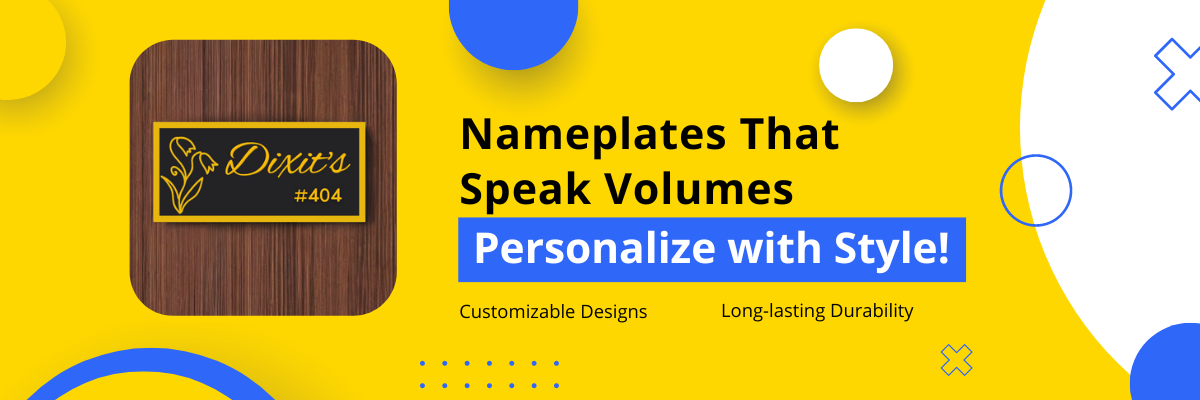 Dixit's
#404
Nameplates That
Speak Volumes
Personalize with Style!
Customizable Designs
Long-lasting Durability